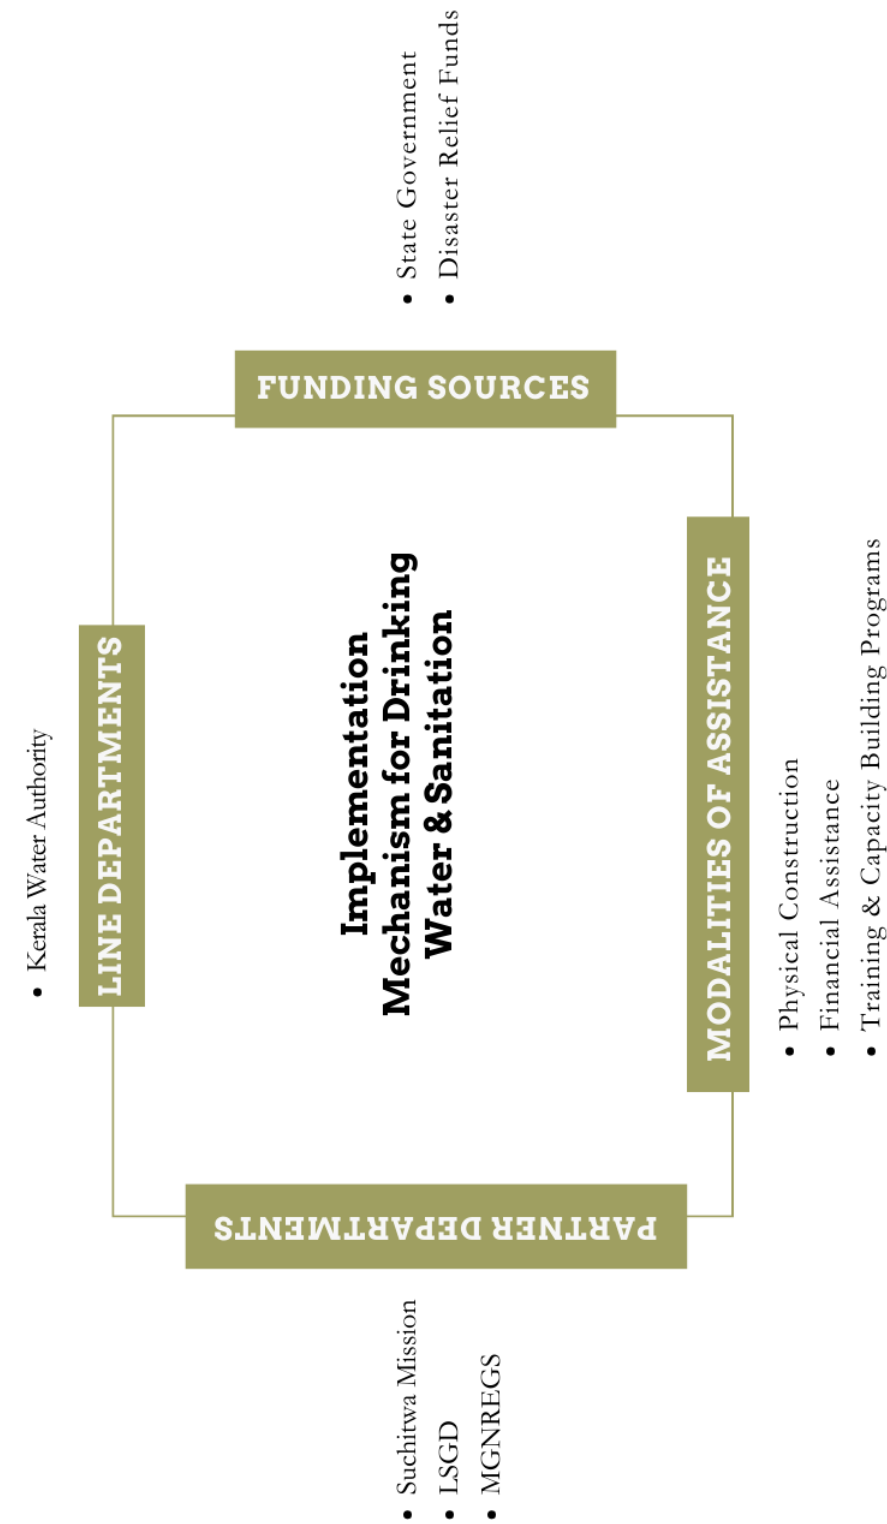 • Kerala Water Authority
LINE DEPARTMENTS
• Suchitwa Mission
• LSGD
• MGNREGS
PARTNER DEPARTMENTS
Implementation
Mechanism for Drinking
Water & Sanitation
FUNDING SOURCES
• State Government
• Disaster Relief Funds
MODALITIES OF ASSISTANCE
• Physical Construction
• Financial Assistance
• Training & Capacity Building Programs